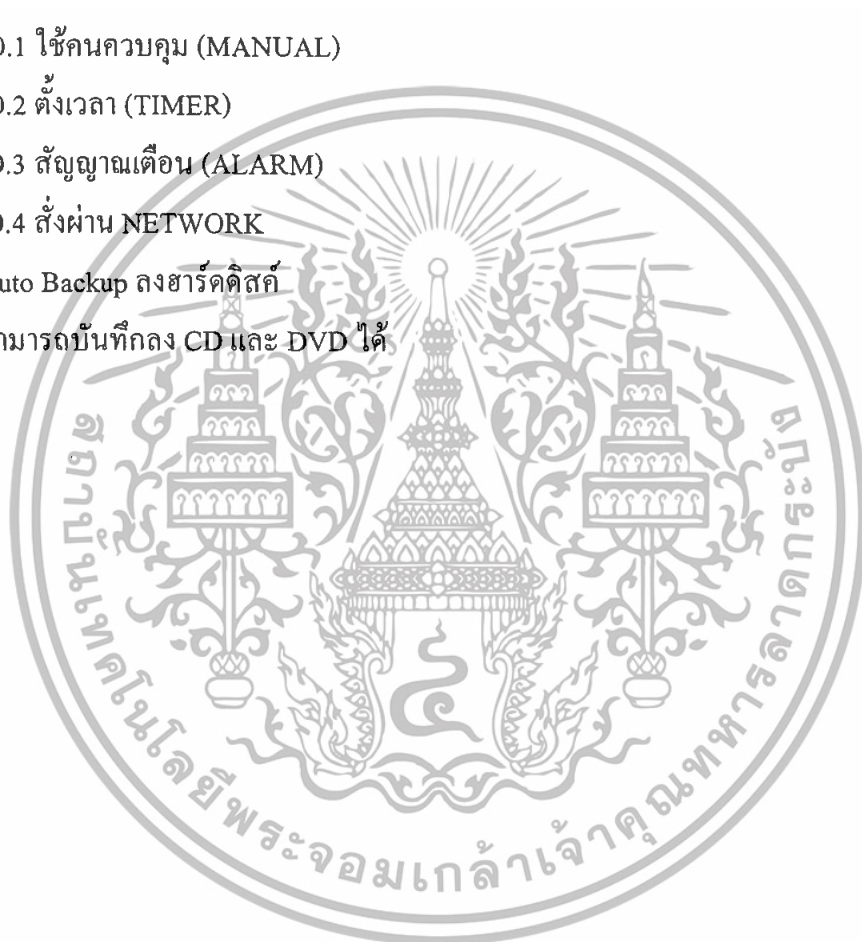 0.1 ใช้คนควบคุม (MANUAL)
0.2 ตั้งเวลา (TIMER)
0.3 สัญญาณเตือน (ALARM)
0.4 สั่งผ่าน NETWORK
uto Backup ลงฮาร์ดดิสค์
ามารถบันทึกลง CD และ DVD ได้
สถาบันเทคโนโลยีพระจอมเกล้าเจ้าคุณทหารลาดกระบัง
๔